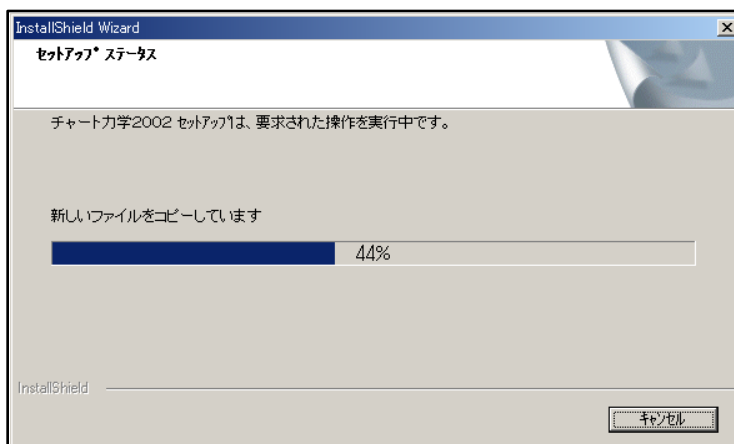 InstallShield Wizard
セットアップ ステータス
チャート力学2002 セットアップは、要求された操作を実行中です。
新しいファイルをコピーしています
44%
InstallShield
キャンセル